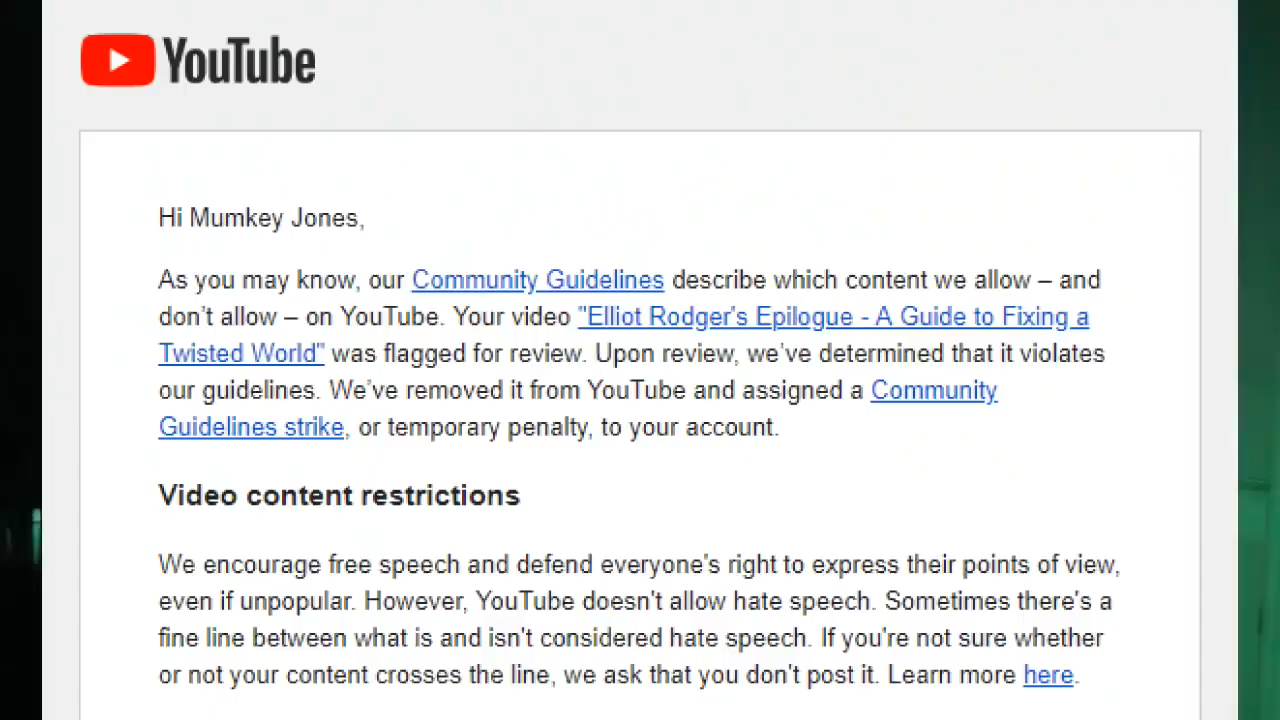 YouTube
Hi Mumkey Jones,
As you may know, our Community Guidelines describe which content we allow – and
don’t allow – on YouTube. Your video "Elliot Rodger's Epilogue - A Guide to Fixing a
Twisted World" was flagged for review. Upon review, we’ve determined that it violates
our guidelines. We’ve removed it from YouTube and assigned a Community
Guidelines strike, or temporary penalty, to your account.
Video content restrictions
We encourage free speech and defend everyone's right to express their points of view,
even if unpopular. However, YouTube doesn't allow hate speech. Sometimes there's a
fine line between what is and isn't considered hate speech. If you're not sure whether
or not your content crosses the line, we ask that you don't post it. Learn more here.